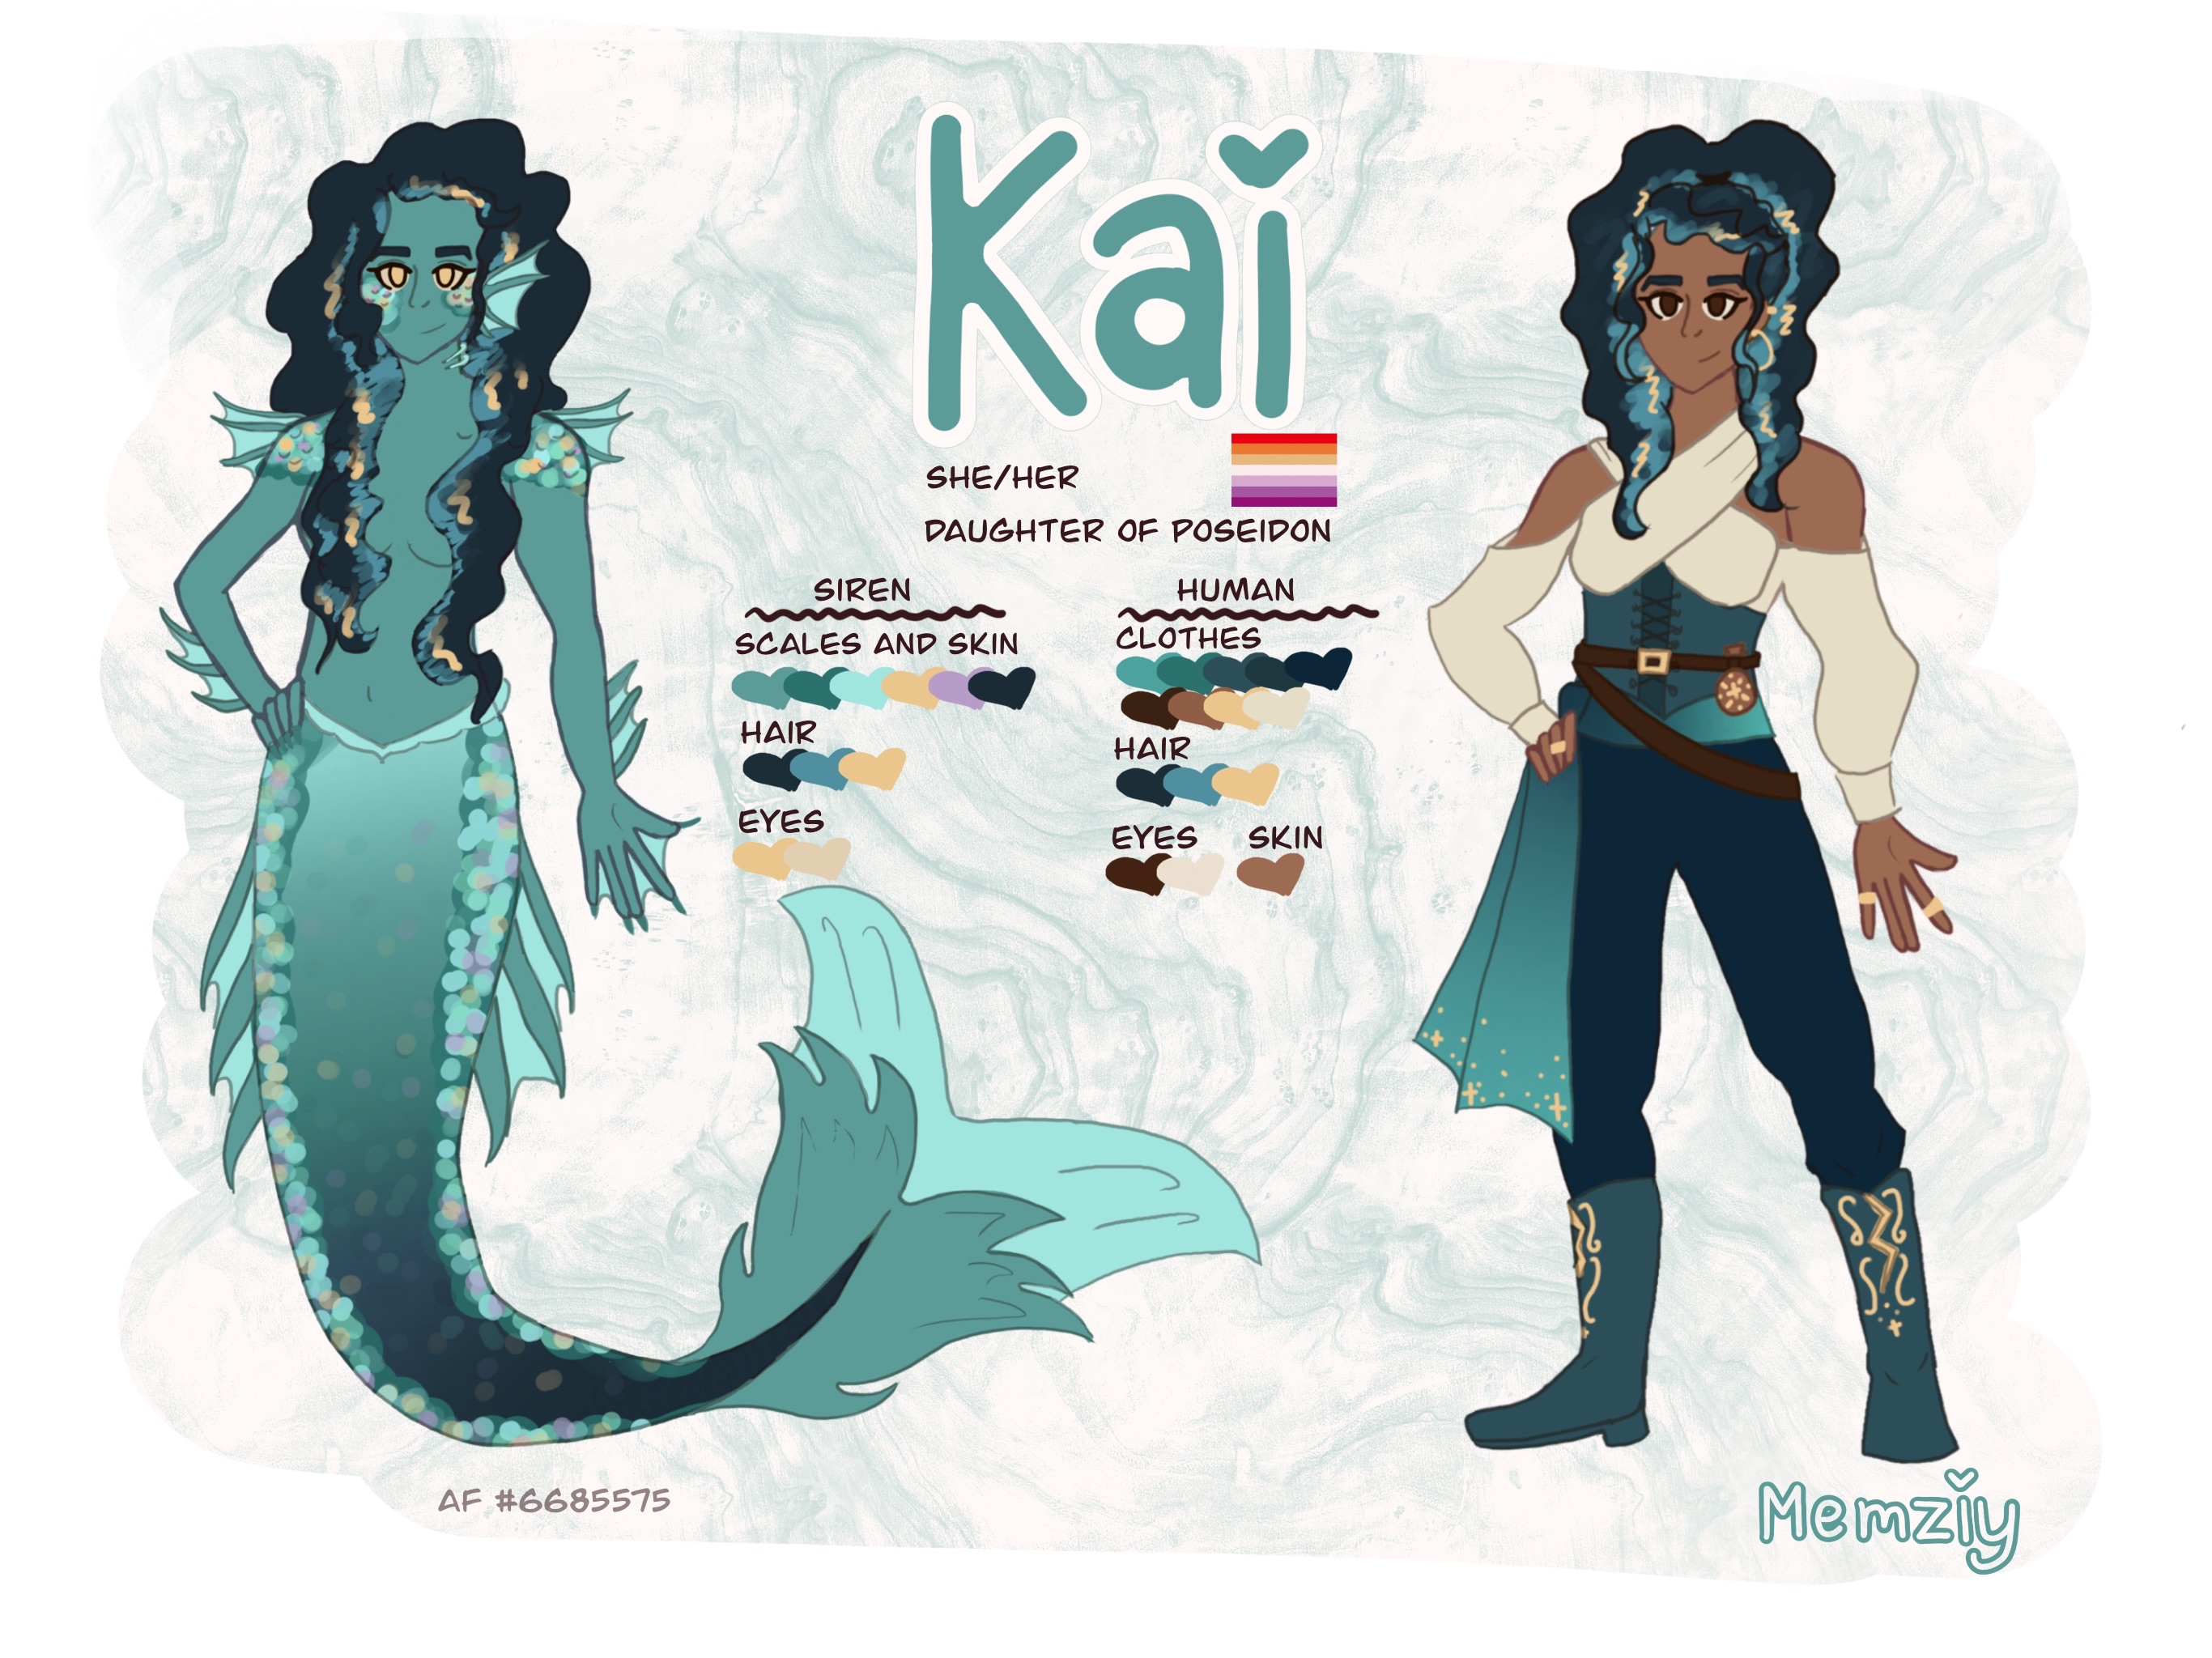 Kai
SHE/HER
DAUGHTER OF POSEIDON
SIREN
SCALES AND SKIN
HAIR
EYES
HUMAN
CLOTHES
HAIR
EYES SKIN
AF #6685575
Memziy